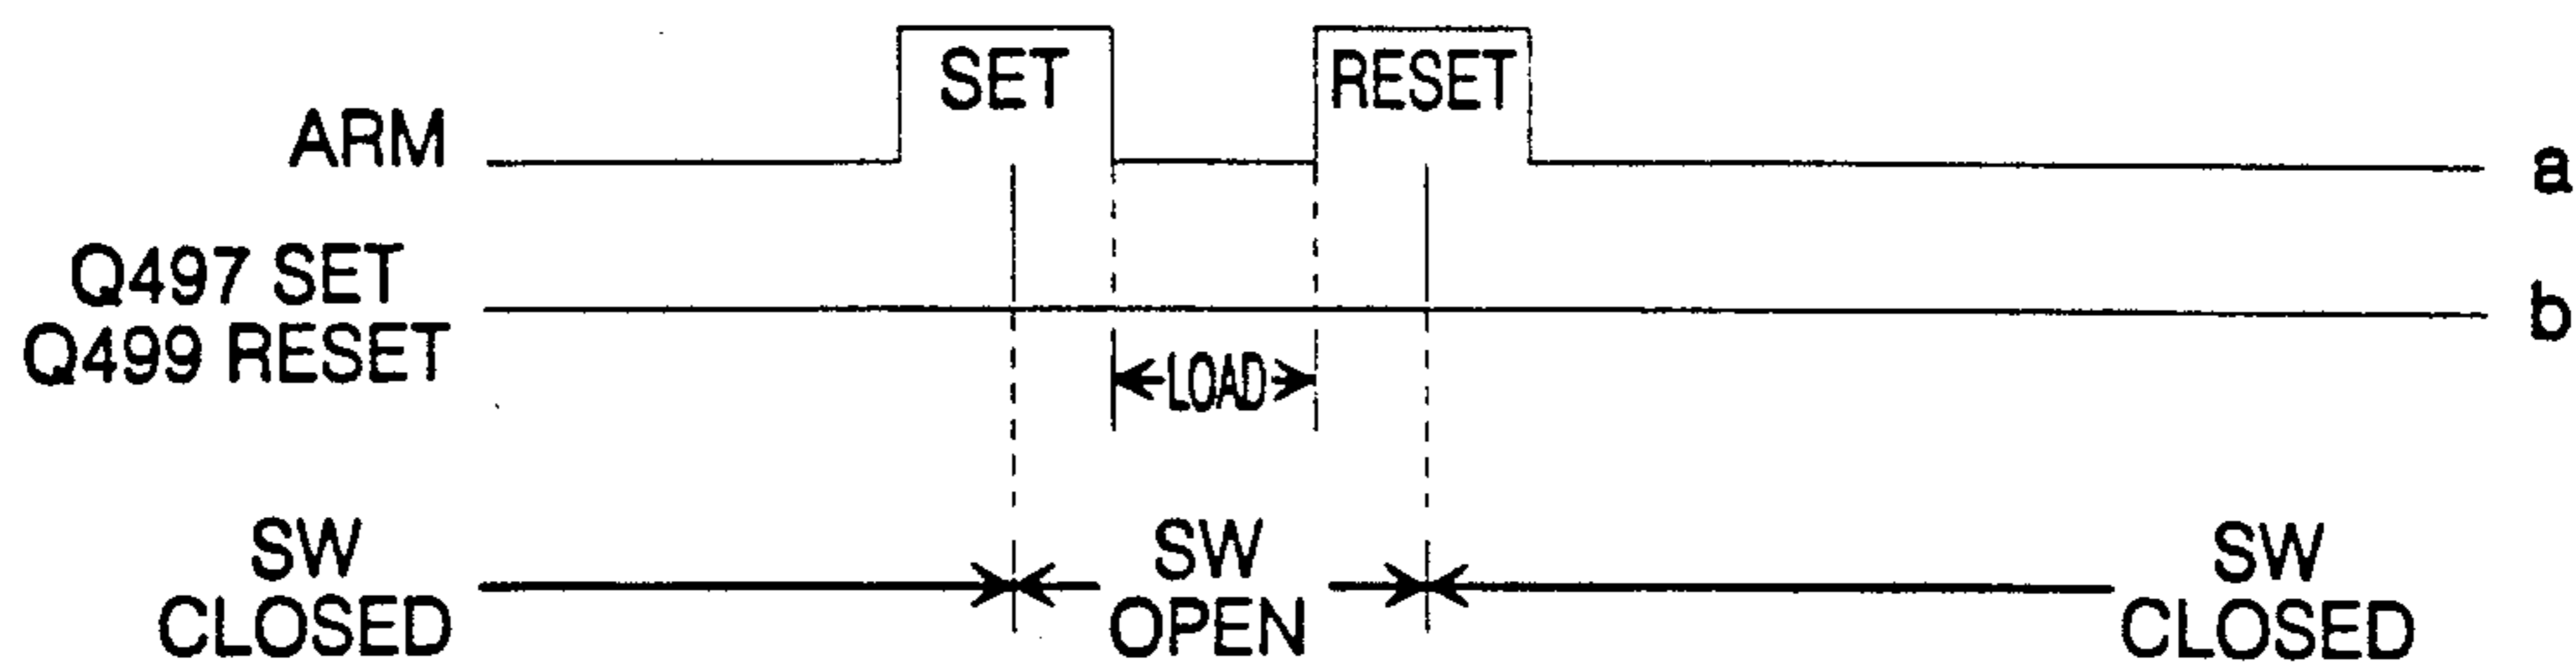 SET
RESET
ARM
a
Q497 SET
b
Q499 RESET
LOAD
SW
CLOSED
SW
OPEN
SW
CLOSED